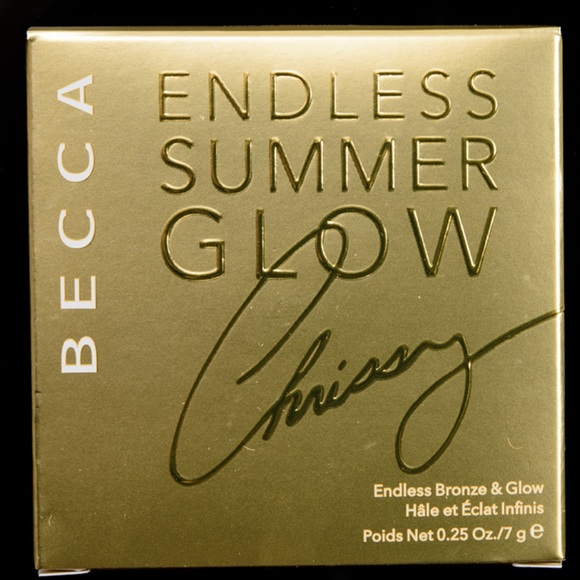 BECCA
ENDLESS
SUMMER
GLOW
Chrissy
Endless Bronze & Glow
Hâle et Éclat Infinis
Poids Net 0.25 Oz./7 g ℮